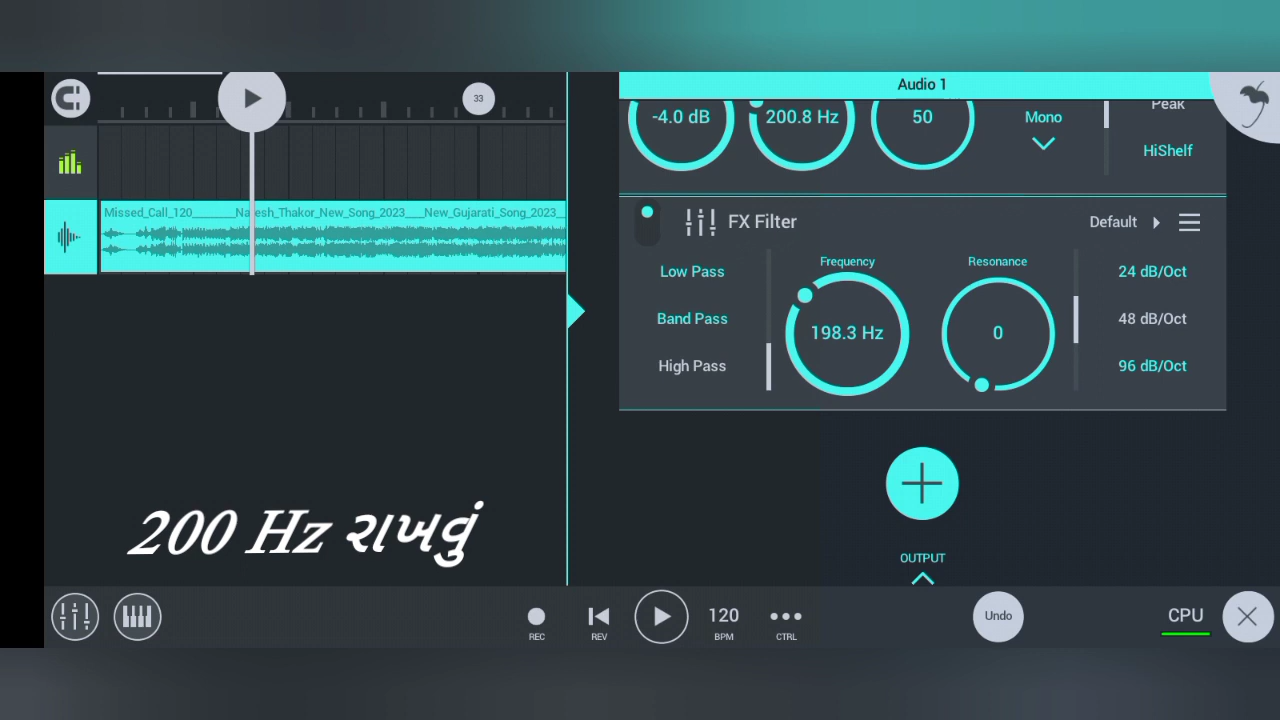 Audio 1
33
-4.0 dB
200.8 Hz
50
Mono
Peak
HiShelf
Missed_Call_120_______Naresh_Thakor_New_Song_2023___New_Gujarati_Song_2023_
FX Filter
Default
Low Pass
Band Pass
High Pass
Frequency
198.3 Hz
Resonance
0
24 dB/Oct
48 dB/Oct
96 dB/Oct
200 Hz રાખવું
OUTPUT
REC
REV
120
BPM
CTRL
Undo
CPU